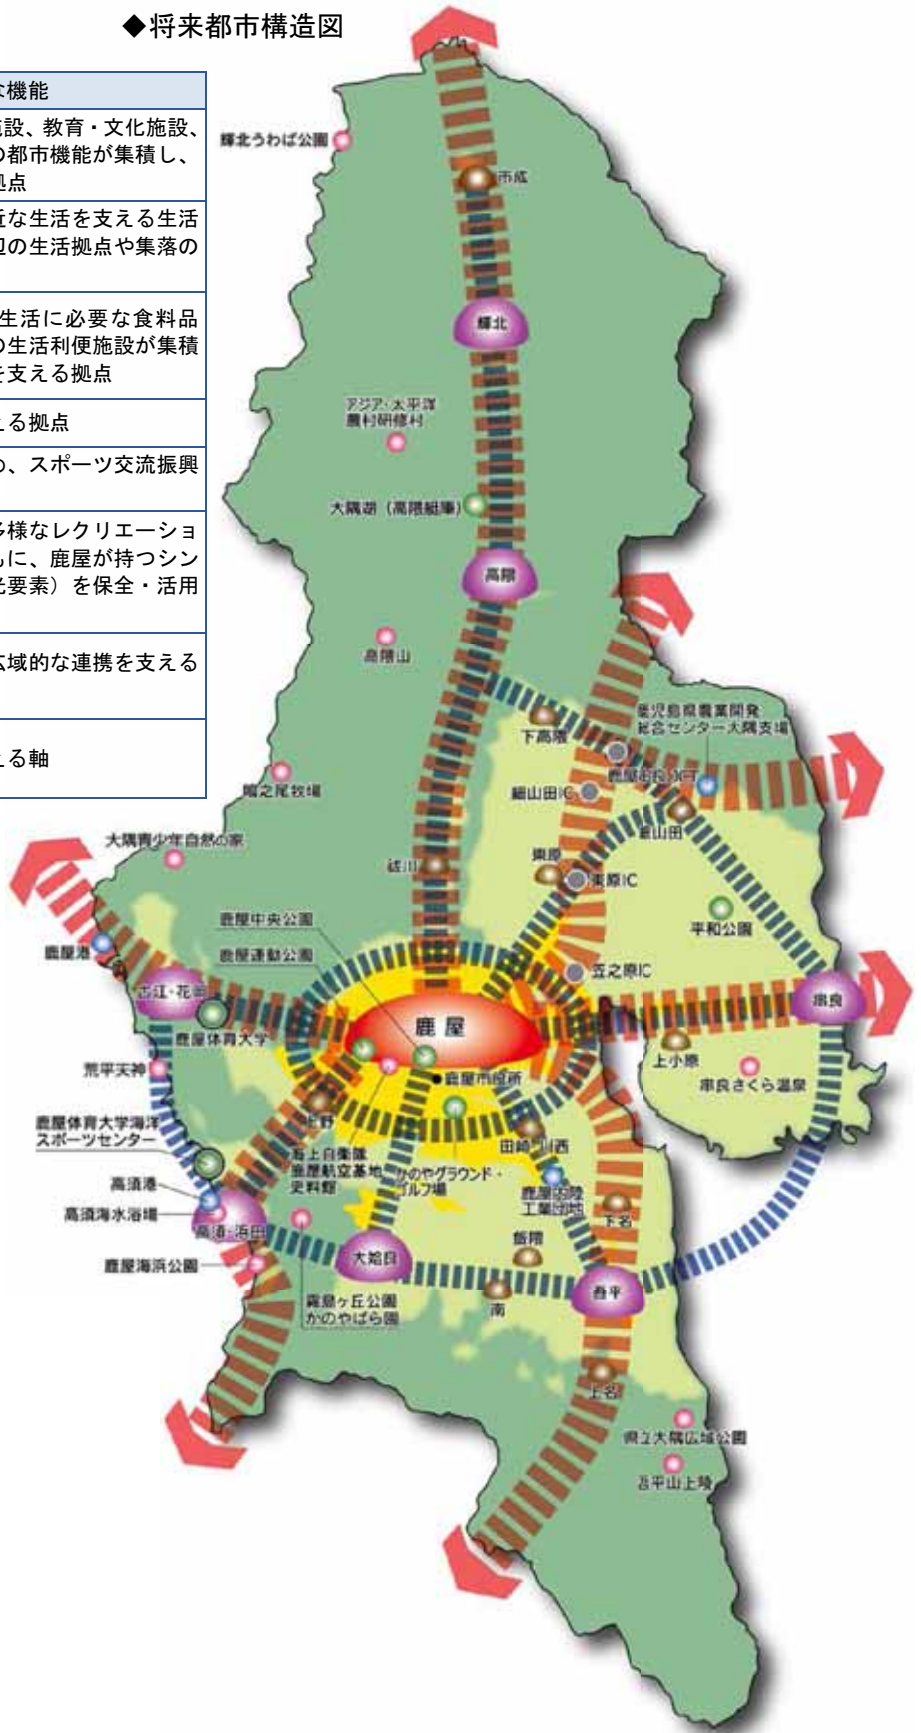 ◆将来都市構造図
な機能
施設、教育・文化施設、
の都市機能が集積し、
拠点
近な生活を支える生活
辺の生活拠点や集落の
生活に必要な食料品
の生活利便施設が集積
を支える拠点
える拠点
め、スポーツ交流振興
多様なレクリエーショ
もに、鹿屋が持つシン
光要素）を保全・活用
広域的な連携を支える
える軸
輝北うわば公園
市成
輝北
アジア・太平洋
農村研修村
大隅湖（高隈艇庫）
高隈
高隈山
下高隈
鹿児島県農業開発
総合センター大隅支場
鹿屋串良JCT
細山田IC
細山田
鳴之尾牧場
東原
東原IC
祓川
大隅青少年自然の家
鹿屋中央公園
平和公園
鹿屋港
鹿屋運動公園
笠之原IC
古江・花岡
串良
鹿屋
鹿屋体育大学
上小原
荒平天神
鹿屋市役所
串良さくら温泉
鹿屋体育大学海洋
スポーツセンター
上野
田崎・川西
海上自衛隊
鹿屋航空基地
史料館
かのやグラウンド・
ゴルフ場
鹿屋内陸
工業団地
高須港
高須海水浴場
高須・浜田
下名
飯隈
大姶良
鹿屋海浜公園
吾平
霧島ヶ丘公園
かのやばら園
南
上名
県立大隅広域公園
吾平山上陵